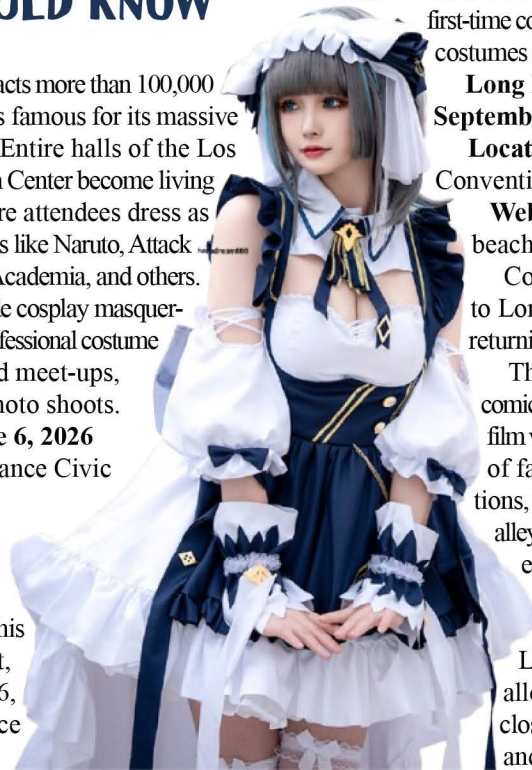 OULD KNOW
acts more than 100,000
s famous for its massive
Entire halls of the Los
n Center become living
re attendees dress as
s like Naruto, Attack
Academia, and others.
le cosplay masquer-
fessional costume
d meet-ups,
hoto shoots.
e 6, 2026
ance Civic
his
t,
6,
ce
first-time co
costumes
Long
Septemb
Locat
Conventi
Wel
beach
Co
to Lon
returni
Th
comic
film v
of fa
tions,
alley
e
L
allo
clos
and